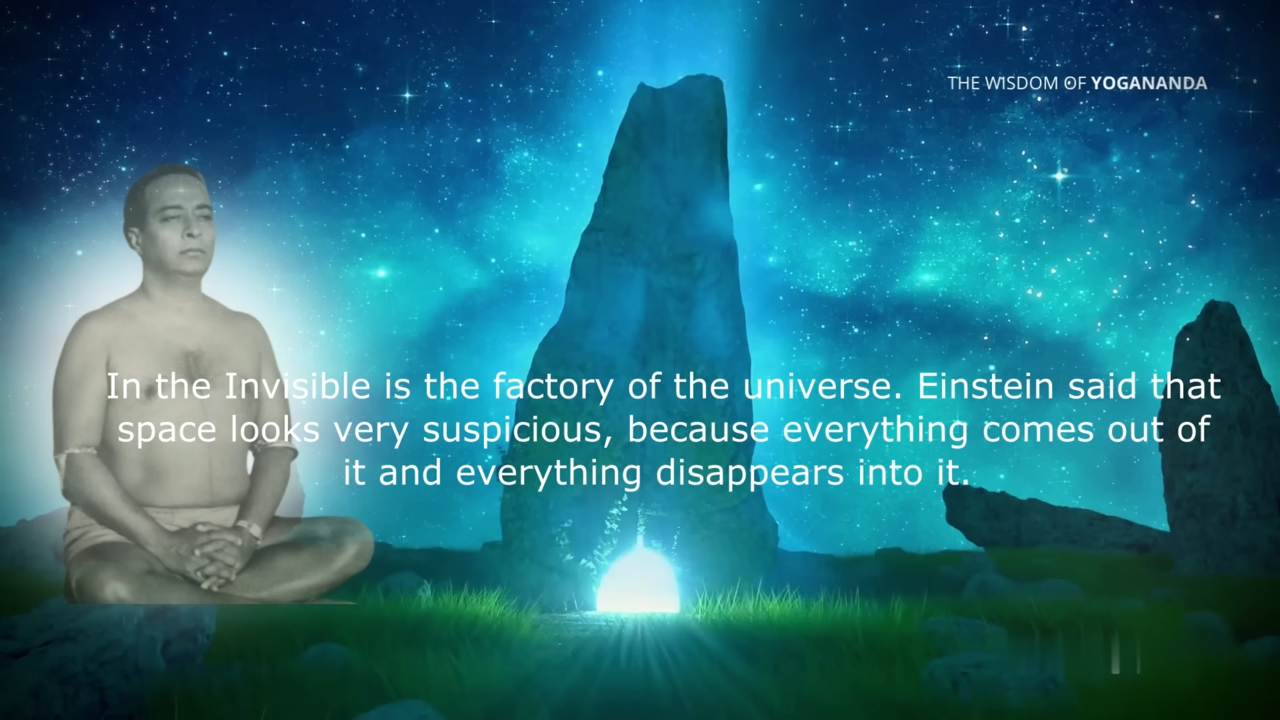 THE WISDOM OF YOGANANDA
In the Invisible is the factory of the universe. Einstein said that
space looks very suspicious, because everything comes out of
it and everything disappears into it.